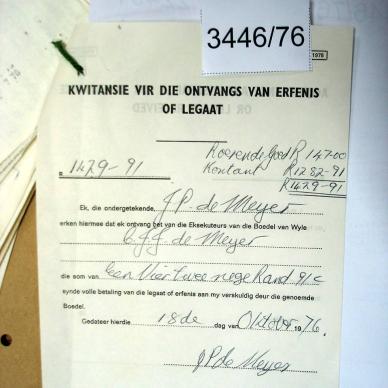 3446/76
1976
KWITANSIE VIR DIE ONTVANGS VAN ERFENIS
OF LEGAAT
Roerende Goed R 147-00
Kontant R1282-91
R1429-91
1429-91
Ek, die ondergetekende, J.P. de Meyer
erken hiermee dat ek ontvang het van die Eksekuteurs van die Boedel van Wyle
C.J.J. de Meyer
die som van Een Vier Twee nege Rand 91 c
synde volle betaling van die legaat of erfenis aan my verskuldig deur die genoemde
Boedel.
Gedateer hierdie 18de dag van Oktober 1976.
J P de Meyer